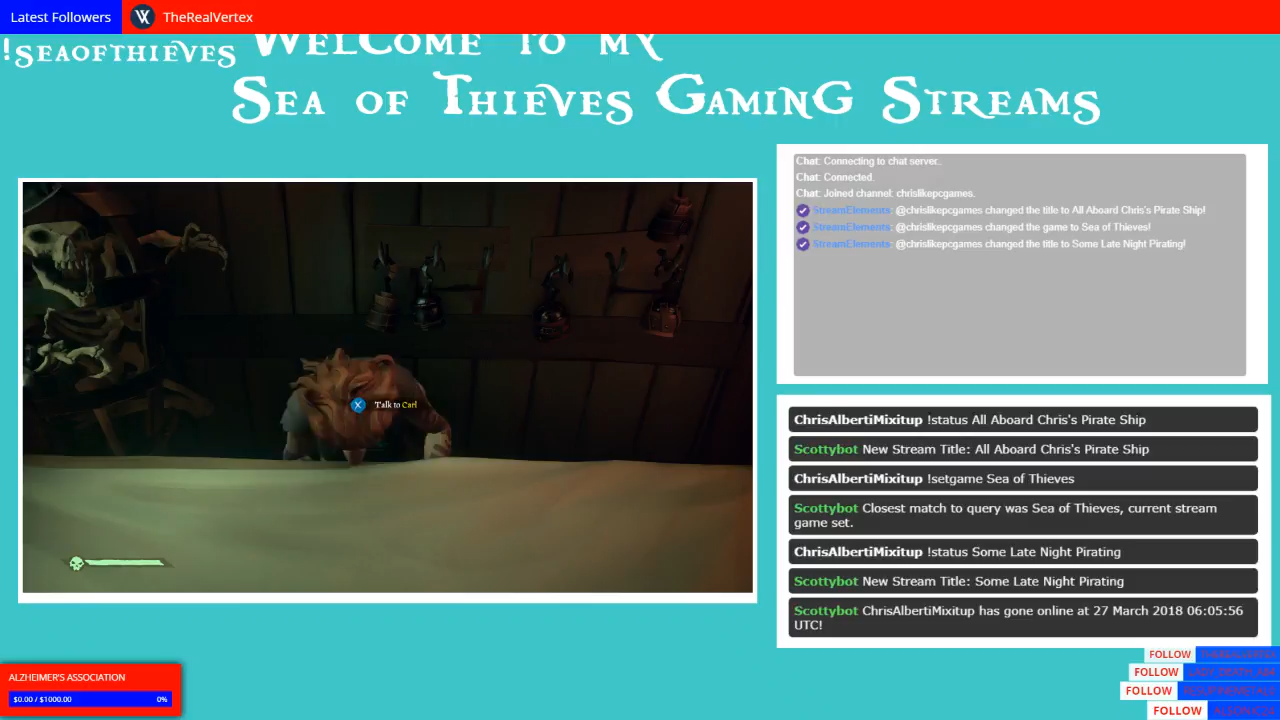 Latest Followers TheRealVertex
!SeaofThieves Welcome to my
Sea of Thieves Gaming Streams
Chat: Connecting to chat server..
Chat: Connected.
Chat: Joined channel: chrislikepcgames.
StreamElements: @chrislikepcgames changed the title to All Aboard Chris's Pirate Ship!
StreamElements: @chrislikepcgames changed the game to Sea of Thieves!
StreamElements: @chrislikepcgames changed the title to Some Late Night Pirating!
X Talk to Carl
ChrisAlbertiMixitup !status All Aboard Chris's Pirate Ship
Scottybot New Stream Title: All Aboard Chris's Pirate Ship
ChrisAlbertiMixitup !setgame Sea of Thieves
Scottybot Closest match to query was Sea of Thieves, current stream
game set.
ChrisAlbertiMixitup !status Some Late Night Pirating
Scottybot New Stream Title: Some Late Night Pirating
Scottybot ChrisAlbertiMixitup has gone online at 27 March 2018 06:05:56
UTC!
ALZHEIMER'S ASSOCIATION
$0.00 / $1000.00 0%
FOLLOW THEREALVERTEX
FOLLOW
FOLLOW
FOLLOW